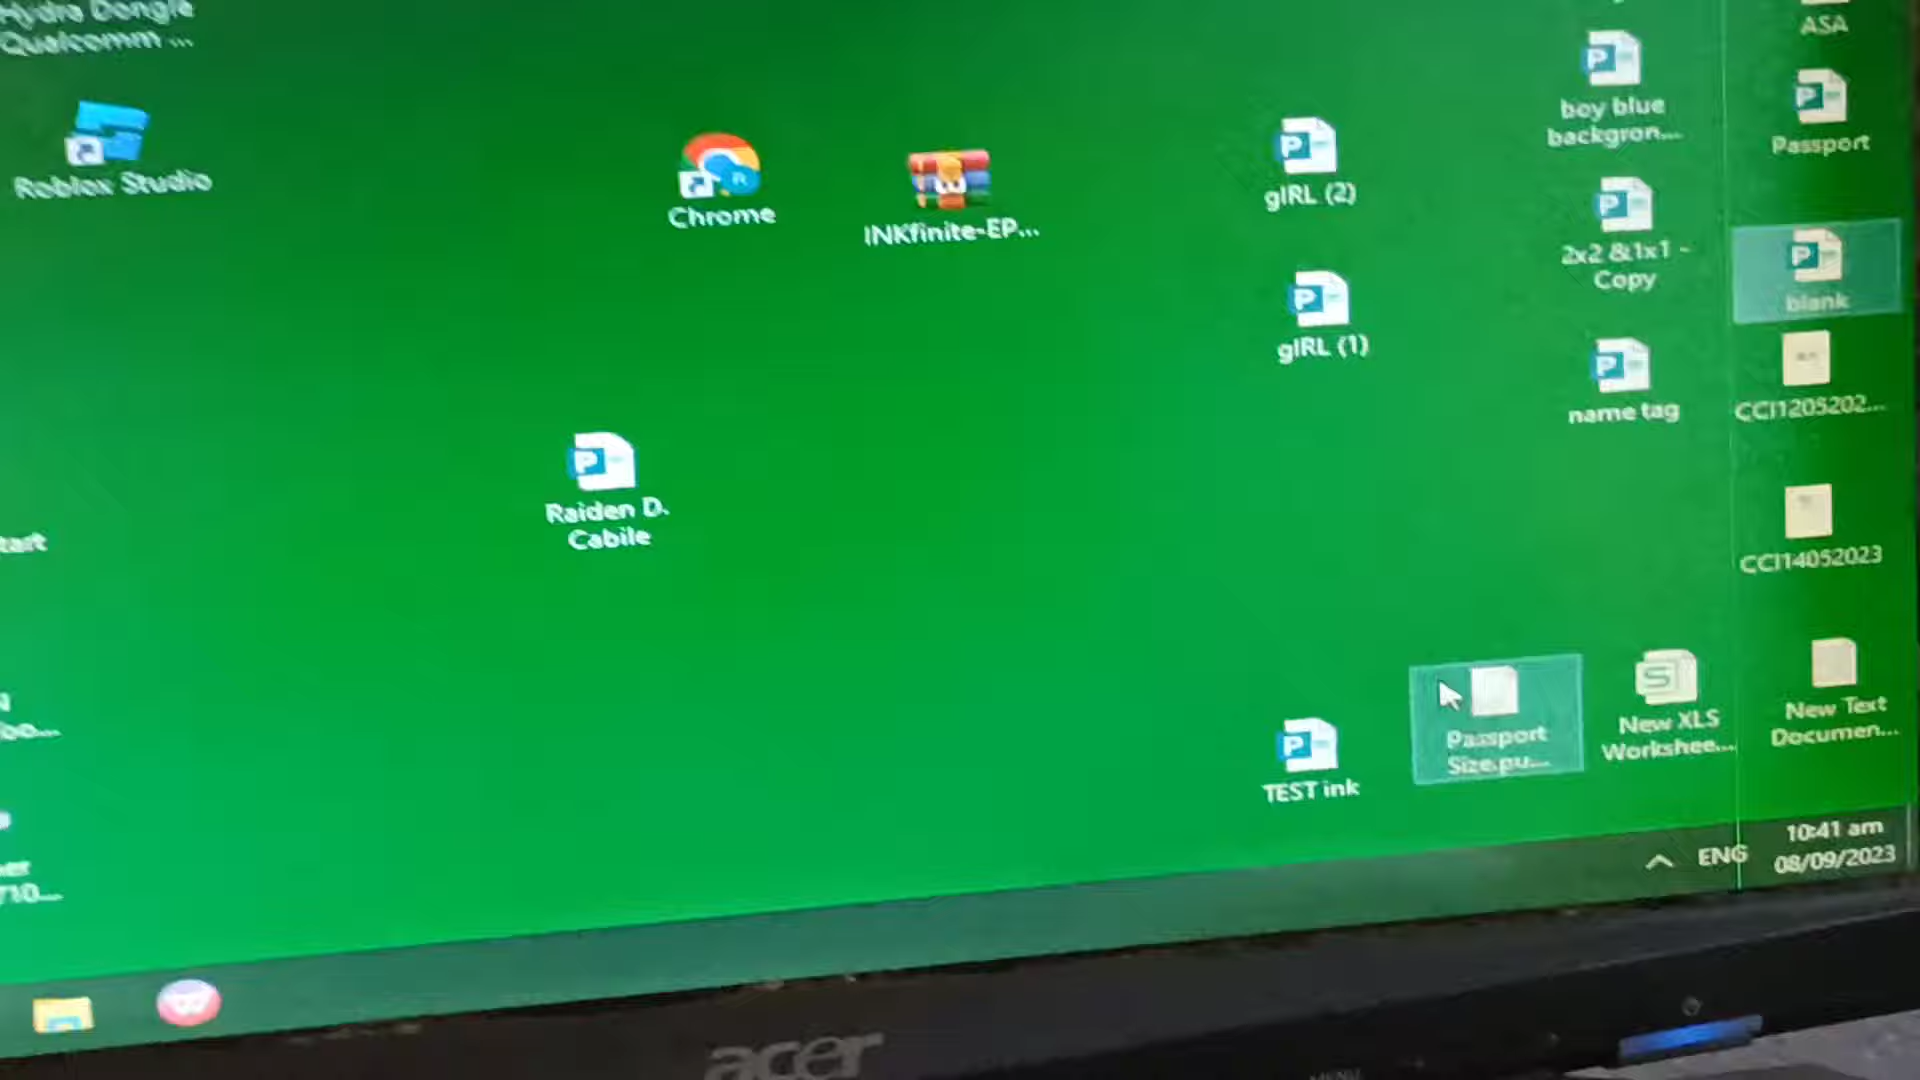 Hydra Dongle
Qualcomm ...
Roblox Studio
Chrome
INKfinite-EP...
gIRL (2)
gIRL (1)
Raiden D.
Cabile
boy blue
backgroun...
2x2 &1x1 -
Copy
name tag
ASA
Passport
blank
CCI1205202...
CCI14052023
TEST ink
Passport
Size.pu...
New XLS
Workshee...
New Text
Documen...
ENG
10:41 am
08/09/2023
acer
MENU